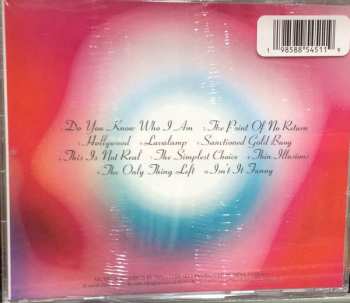 1 98588 54511 9
Do You Know Who I Am The Point Of No Return
Hollywood Lavalamp Sanctioned Gold Bang
This Is Not Real The Simplest Choice Thin Illusions
The Only Thing Left Isn't It Funny